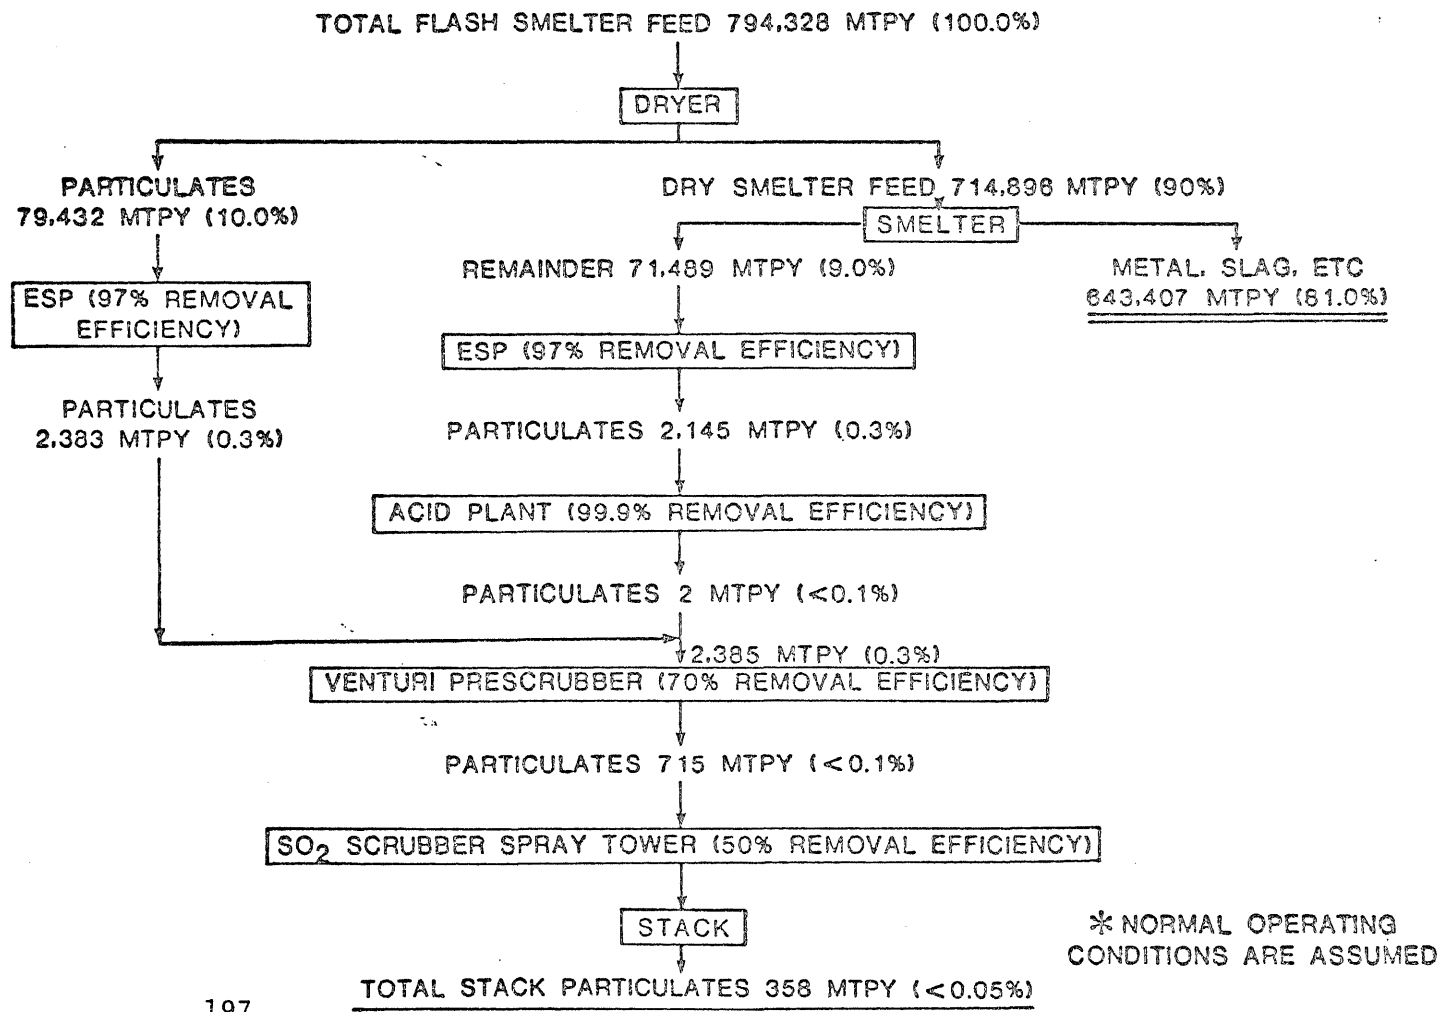 TOTAL FLASH SMELTER FEED 794,328 MTPY (100.0%)
DRYER
PARTICULATES
79,432 MTPY (10.0%)
DRY SMELTER FEED 714,896 MTPY (90%)
SMELTER
REMAINDER 71,489 MTPY (9.0%)
METAL, SLAG, ETC
643,407 MTPY (81.0%)
ESP (97% REMOVAL
EFFICIENCY)
ESP (97% REMOVAL EFFICIENCY)
PARTICULATES
2,383 MTPY (0.3%)
PARTICULATES 2,145 MTPY (0.3%)
ACID PLANT (99.9% REMOVAL EFFICIENCY)
PARTICULATES 2 MTPY (<0.1%)
2,385 MTPY (0.3%)
VENTURI PRESCRUBBER (70% REMOVAL EFFICIENCY)
PARTICULATES 715 MTPY (<0.1%)
SO2 SCRUBBER SPRAY TOWER (50% REMOVAL EFFICIENCY)
STACK
* NORMAL OPERATING
CONDITIONS ARE ASSUMED
TOTAL STACK PARTICULATES 358 MTPY (<0.05%)
197